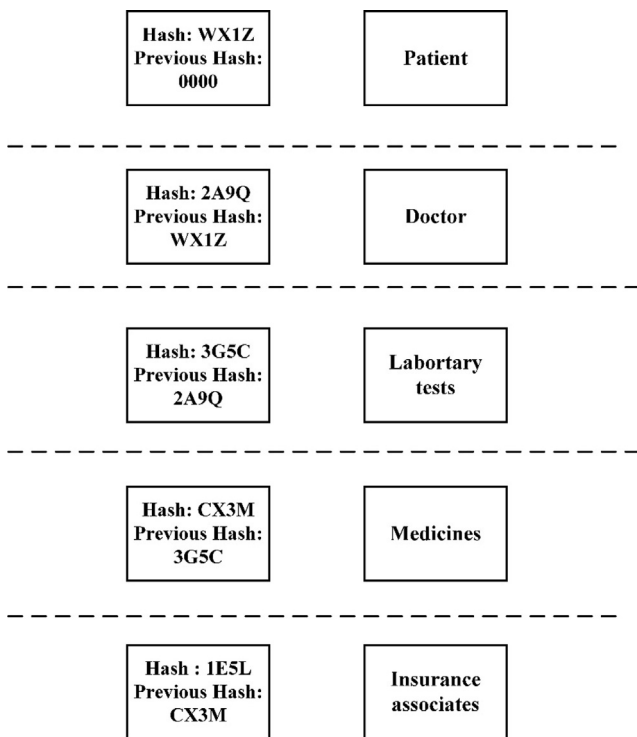 Hash: WX1Z
Previous Hash:
0000
Patient
Hash: 2A9Q
Previous Hash:
WX1Z
Doctor
Hash: 3G5C
Previous Hash:
2A9Q
Labortary
tests
Hash: CX3M
Previous Hash:
3G5C
Medicines
Hash : 1E5L
Previous Hash:
CX3M
Insurance
associates